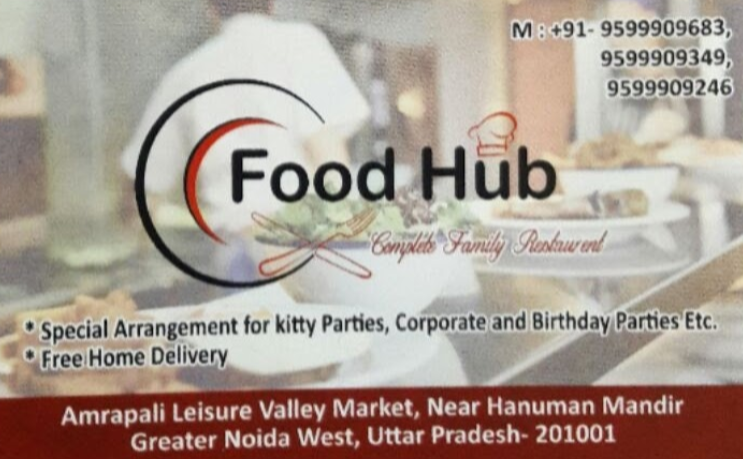 M : +91- 9599909683,
9599909349,
9599909246
Food Hub
Complete Family Restaurent
* Special Arrangement for kitty Parties, Corporate and Birthday Parties Etc.
* Free Home Delivery
Amrapali Leisure Valley Market, Near Hanuman Mandir
Greater Noida West, Uttar Pradesh- 201001